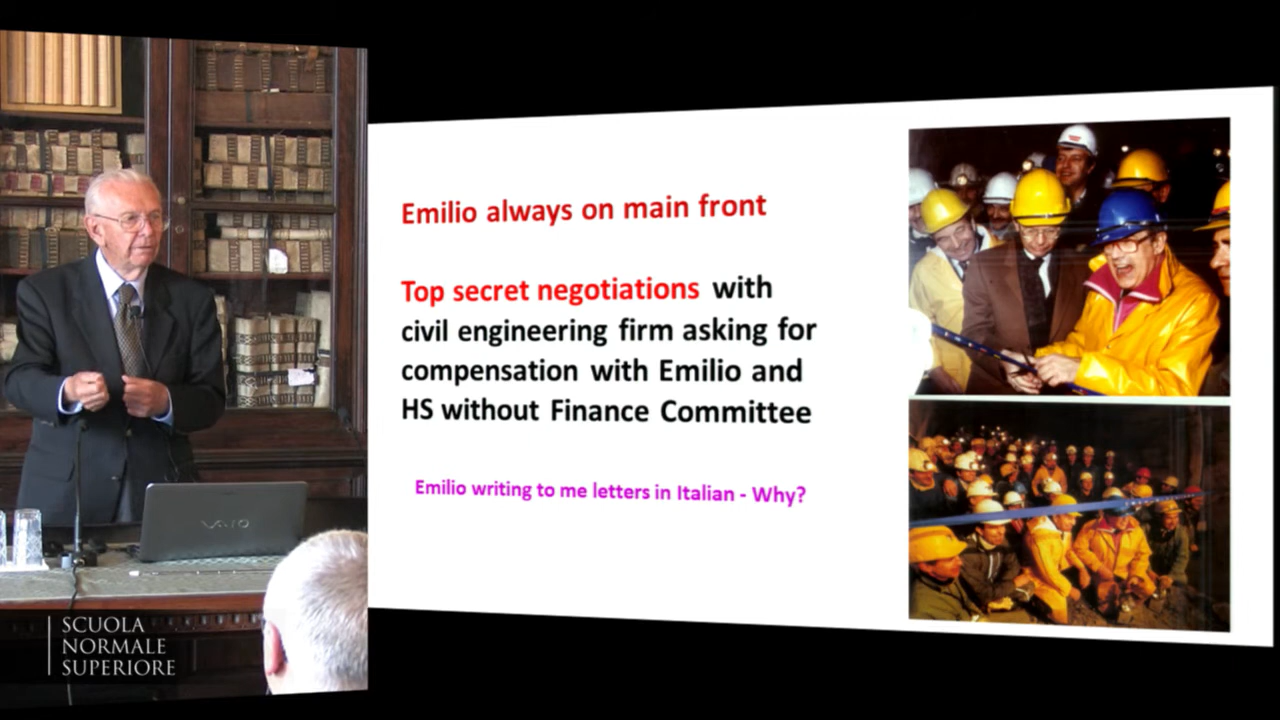 Emilio always on main front
Top secret negotiations with
civil engineering firm asking for
compensation with Emilio and
HS without Finance Committee
Emilio writing to me letters in Italian - Why?
VAIO
SCUOLA
NORMALE
SUPERIORE